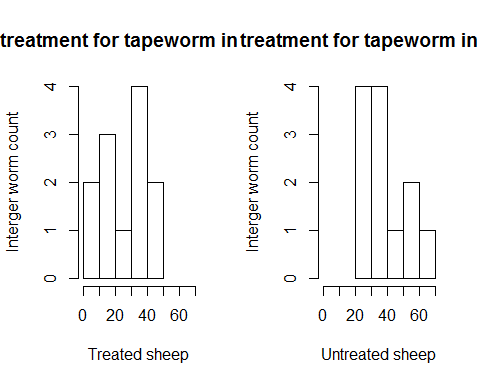 treatment for tapeworm in treatment for tapeworm in
Interger worm count
4
3
2
1
0
0 20 40 60
Treated sheep
Interger worm count
4
3
2
1
0
0 20 40 60
Untreated sheep